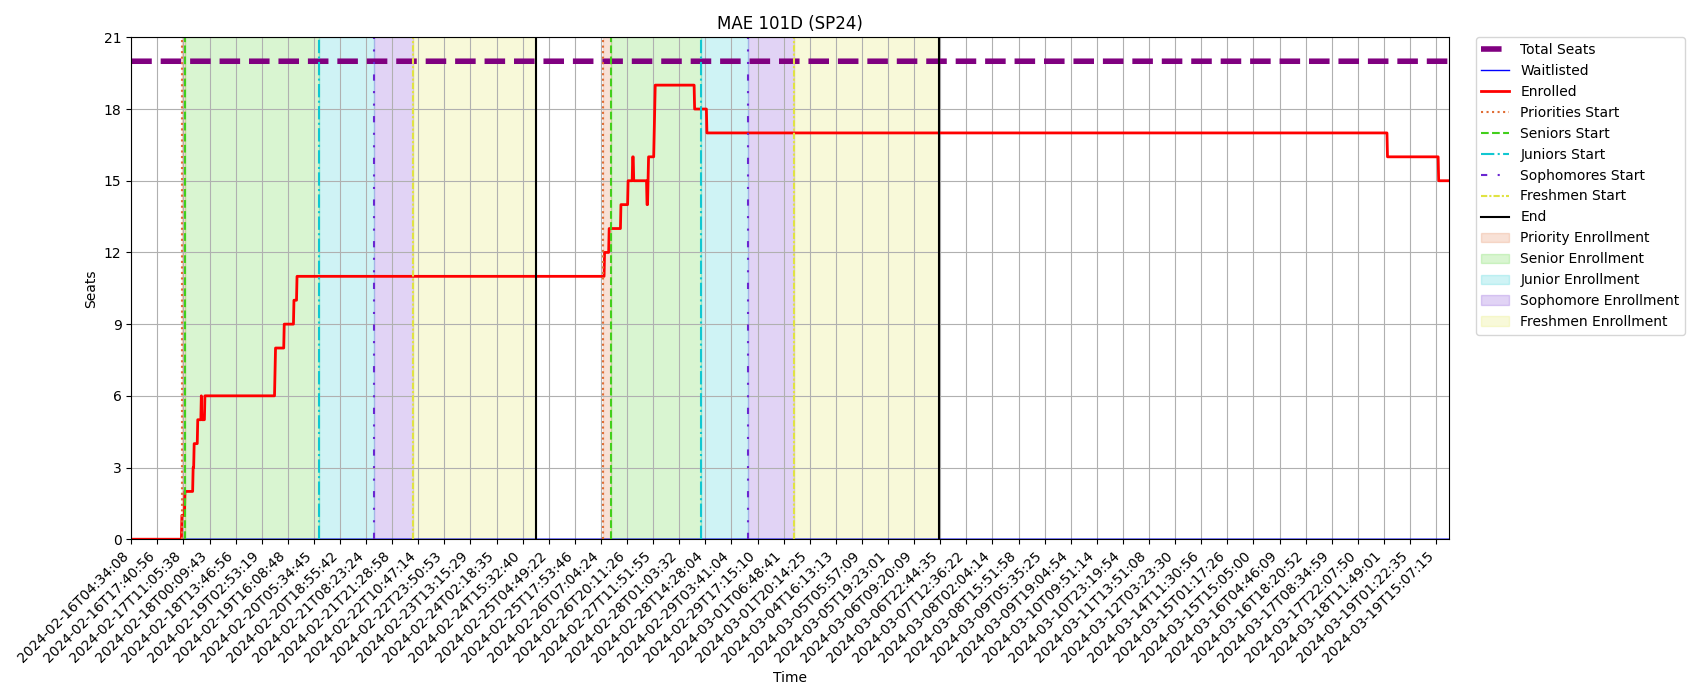 MAE 101D (SP24)
21
18
15
12
9
6
3
0
Seats
2024-02-16T04:34:08
2024-02-16T17:40:56
2024-02-17T11:05:38
2024-02-18T00:09:43
2024-02-18T13:46:56
2024-02-19T02:53:19
2024-02-19T16:08:48
2024-02-20T05:34:45
2024-02-20T18:55:42
2024-02-21T08:23:24
2024-02-21T21:28:58
2024-02-22T10:47:14
2024-02-22T23:50:53
2024-02-23T13:15:29
2024-02-24T02:18:35
2024-02-24T15:32:40
2024-02-25T04:49:22
2024-02-25T17:53:46
2024-02-26T07:04:24
2024-02-26T20:11:26
2024-02-27T11:51:55
2024-02-28T01:03:32
2024-02-28T14:28:04
2024-02-29T03:41:04
2024-02-29T17:15:10
2024-03-01T06:48:41
2024-03-01T20:14:25
2024-03-04T16:13:13
2024-03-05T05:57:09
2024-03-05T19:23:01
2024-03-06T09:20:09
2024-03-06T22:44:35
2024-03-07T12:36:22
2024-03-08T02:04:14
2024-03-08T15:51:58
2024-03-09T05:35:25
2024-03-09T19:04:54
2024-03-10T09:51:14
2024-03-10T23:19:54
2024-03-11T13:51:08
2024-03-12T03:23:30
2024-03-14T11:30:56
2024-03-15T01:17:26
2024-03-15T15:05:00
2024-03-16T04:46:09
2024-03-16T18:20:52
2024-03-17T08:34:59
2024-03-17T22:07:50
2024-03-18T11:49:01
2024-03-19T01:22:35
2024-03-19T15:07:15
Time
Total Seats
Waitlisted
Enrolled
Priorities Start
Seniors Start
Juniors Start
Sophomores Start
Freshmen Start
End
Priority Enrollment
Senior Enrollment
Junior Enrollment
Sophomore Enrollment
Freshmen Enrollment